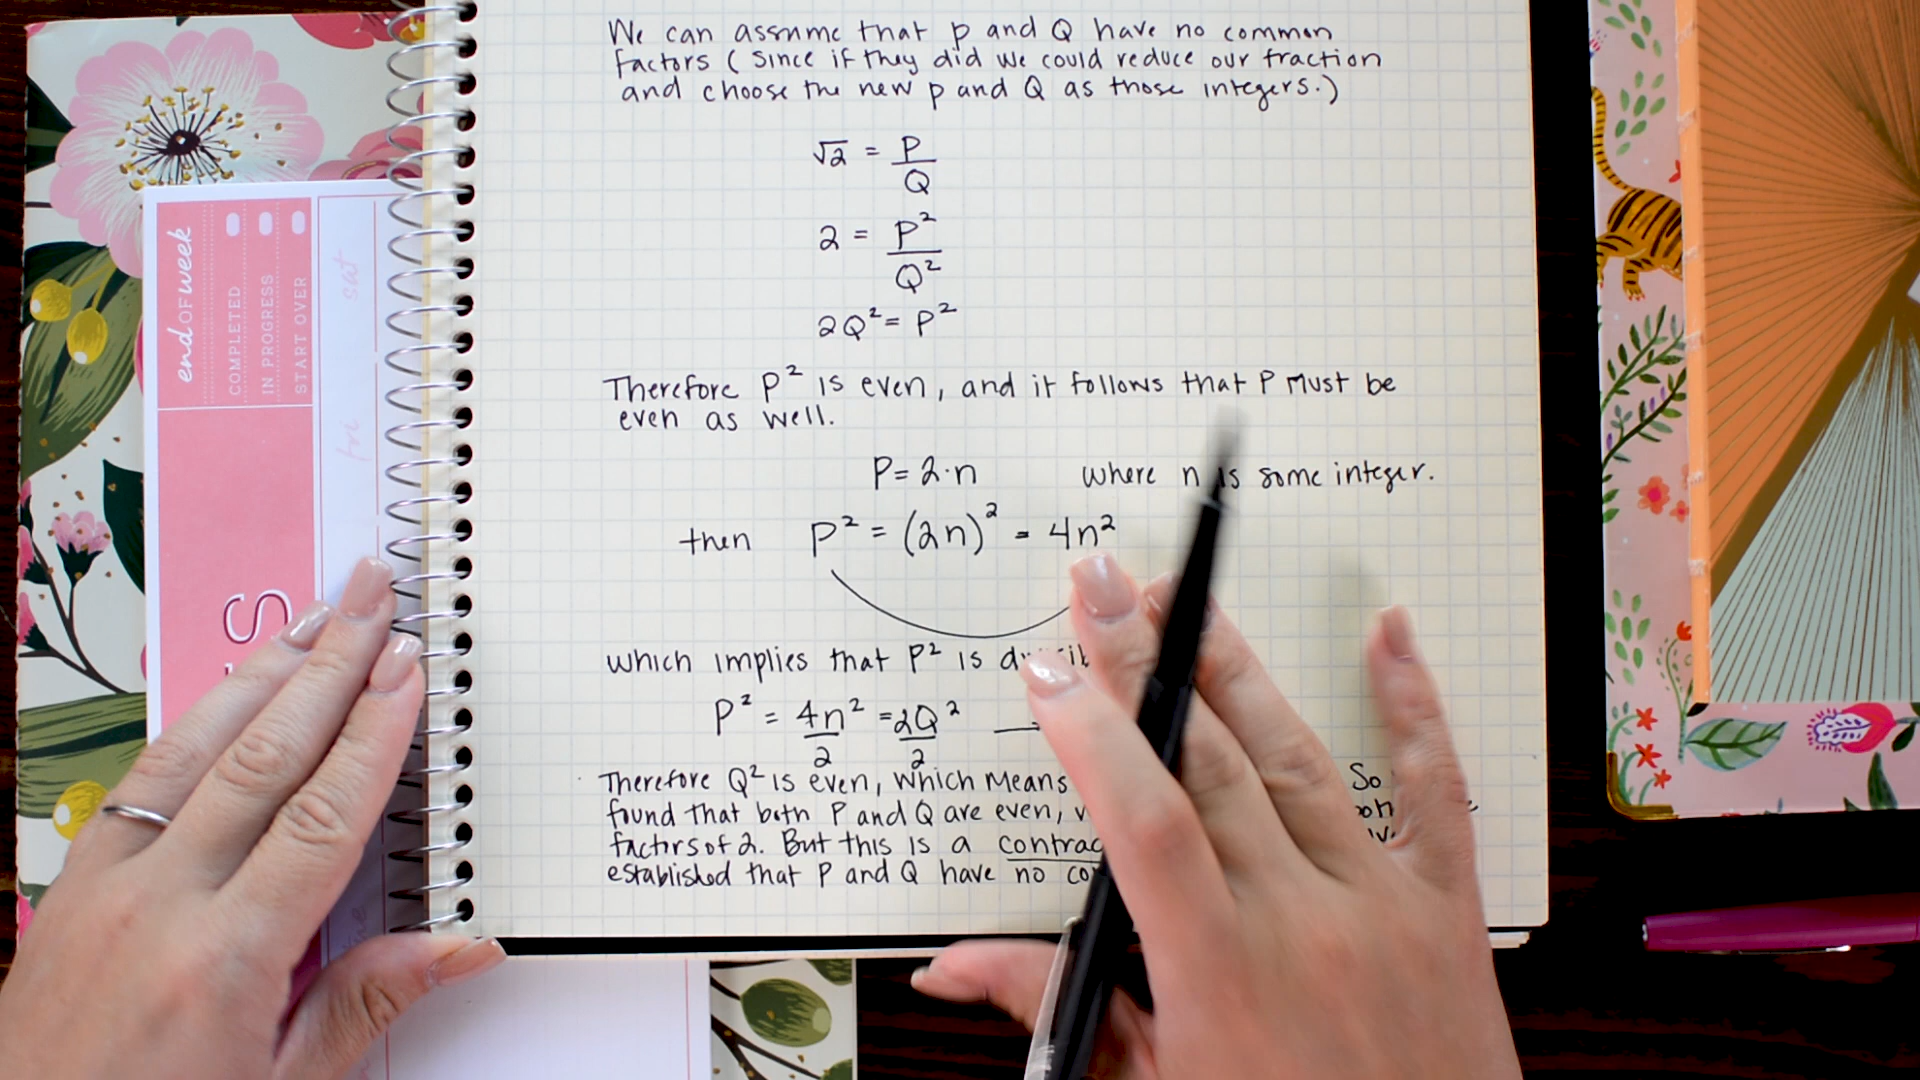 We can assume that p and Q have no common
factors (since if they did we could reduce our fraction
and choose the new p and Q as those integers.)
√2 = P/Q
2 = P²/Q²
2Q² = P²
Therefore P² is even, and it follows that P must be
even as well.
P = 2·n where n is some integer.
then P² = (2n)² = 4n²
which implies that P² is
P² = 4n²/2 = 2Q²/2 →
Therefore Q² is even, which means So
found that both P and Q are even,
factors of 2. But this is a
established that P and Q have no
endOFweek
COMPLETED
IN PROGRESS
START OVER
sat
fri